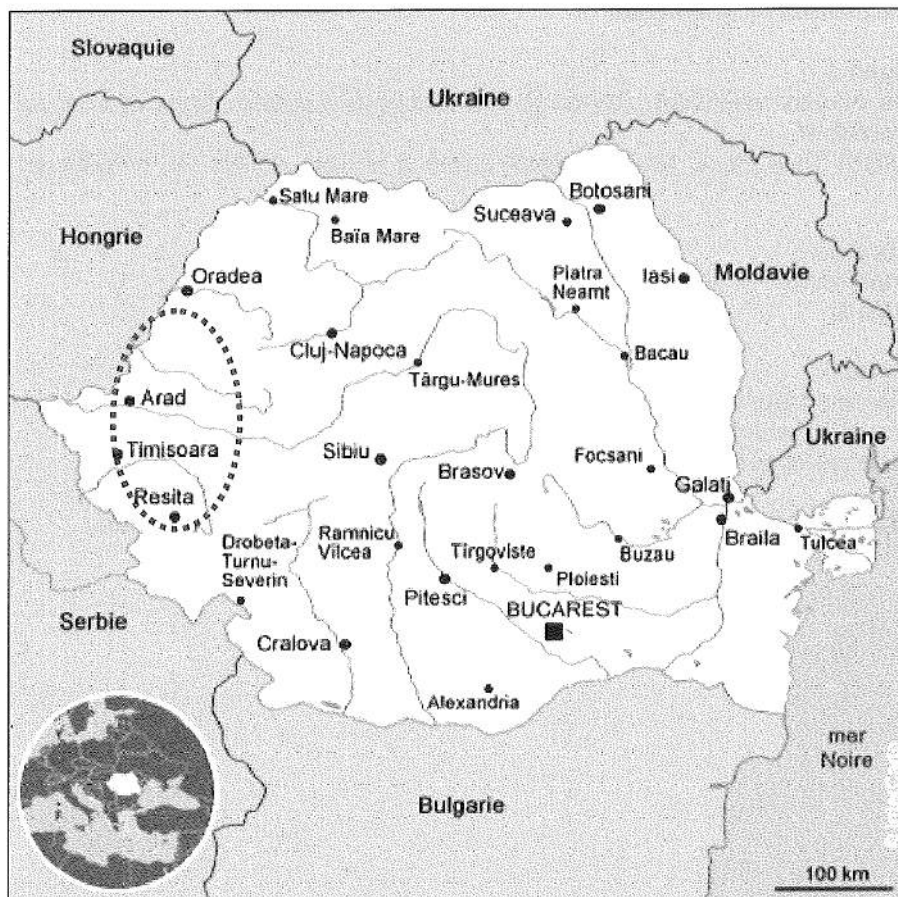 Slovaquie
Ukraine
Satu Mare
Botosani
Suceava
Baïa Mare
Hongrie
Moldavie
Oradea
Piatra
Neamt
Iasi
Cluj-Napoca
Bacau
Târgu-Mures
Arad
Ukraine
Timisoara
Sibiu
Focsani
Brasov
Galati
Resita
Ramnicu
Vîlcea
Braila
Drobeta-
Turnu-
Severin
Tirgoviste
Buzau
Tulcea
Ploiesti
Pitesci
BUCAREST
Serbie
Cralova
Alexandria
mer
Noire
Bulgarie
100 km